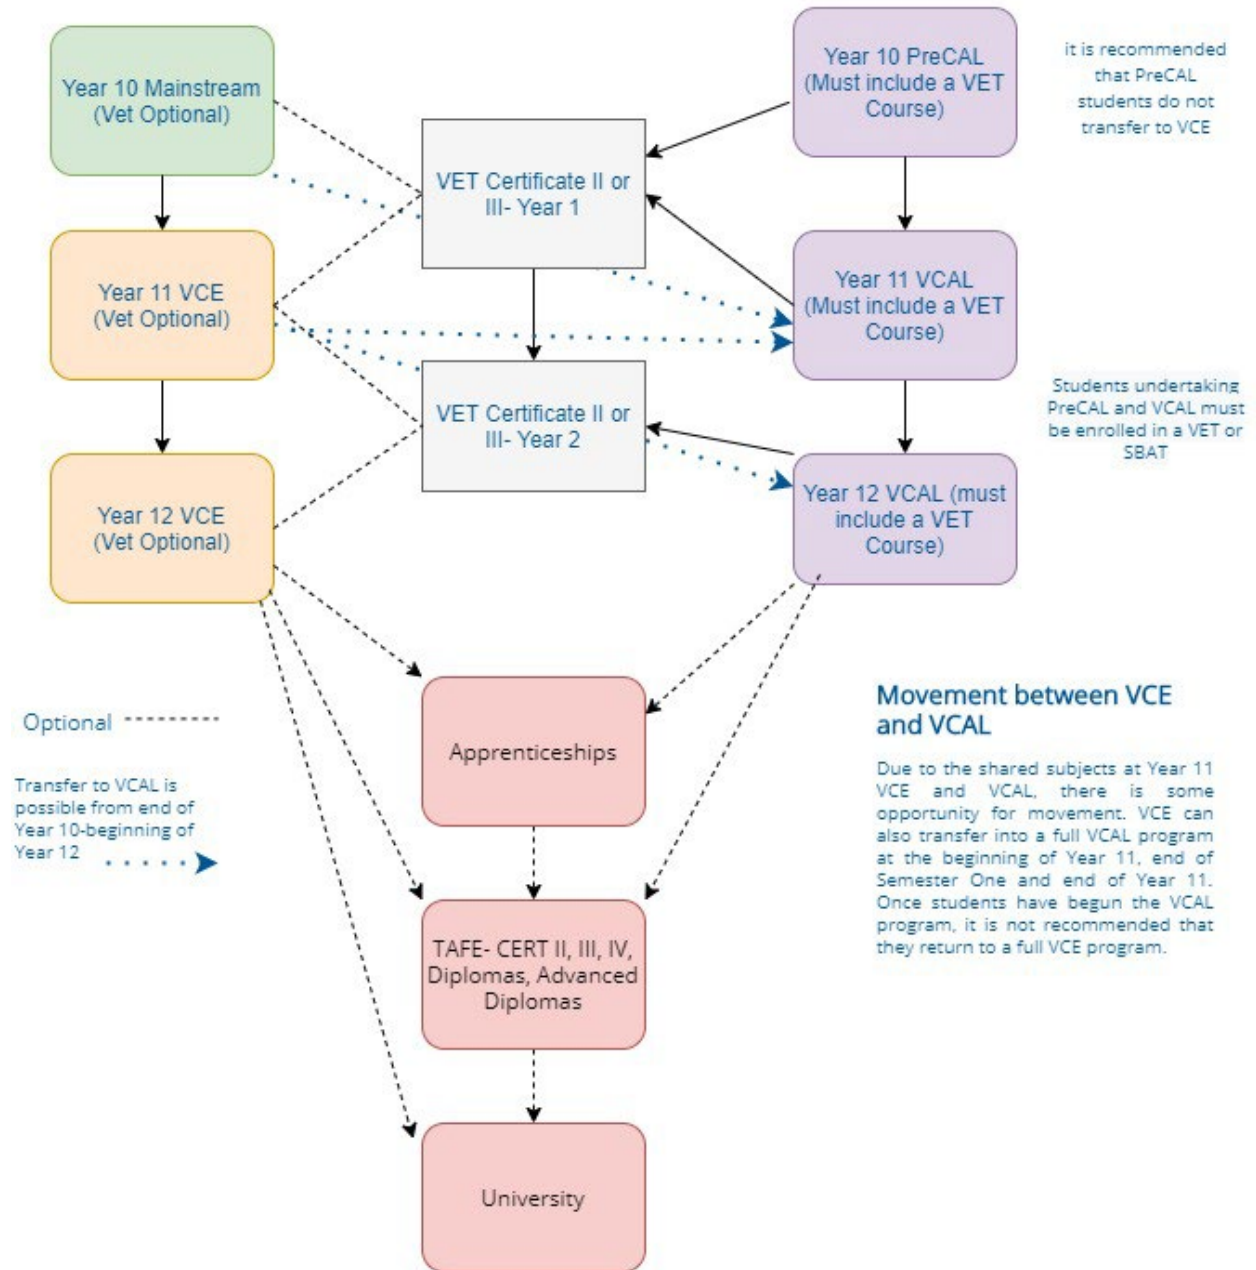 Year 10 Mainstream
(Vet Optional)
Year 10 PreCAL
(Must include a VET
Course)
it is recommended
that PreCAL
students do not
transfer to VCE
VET Certificate II or
III- Year 1
Year 11 VCE
(Vet Optional)
Year 11 VCAL
(Must include a VET
Course)
VET Certificate II or
III- Year 2
Students undertaking
PreCAL and VCAL must
be enrolled in a VET or
SBAT
Year 12 VCE
(Vet Optional)
Year 12 VCAL (must
include a VET
Course)
Optional
Transfer to VCAL is
possible from end of
Year 10-beginning of
Year 12
Apprenticeships
Movement between VCE
and VCAL
Due to the shared subjects at Year 11
VCE and VCAL, there is some
opportunity for movement. VCE can
also transfer into a full VCAL program
at the beginning of Year 11, end of
Semester One and end of Year 11.
Once students have begun the VCAL
program, it is not recommended that
they return to a full VCE program.
TAFE- CERT II, III, IV,
Diplomas, Advanced
Diplomas
University